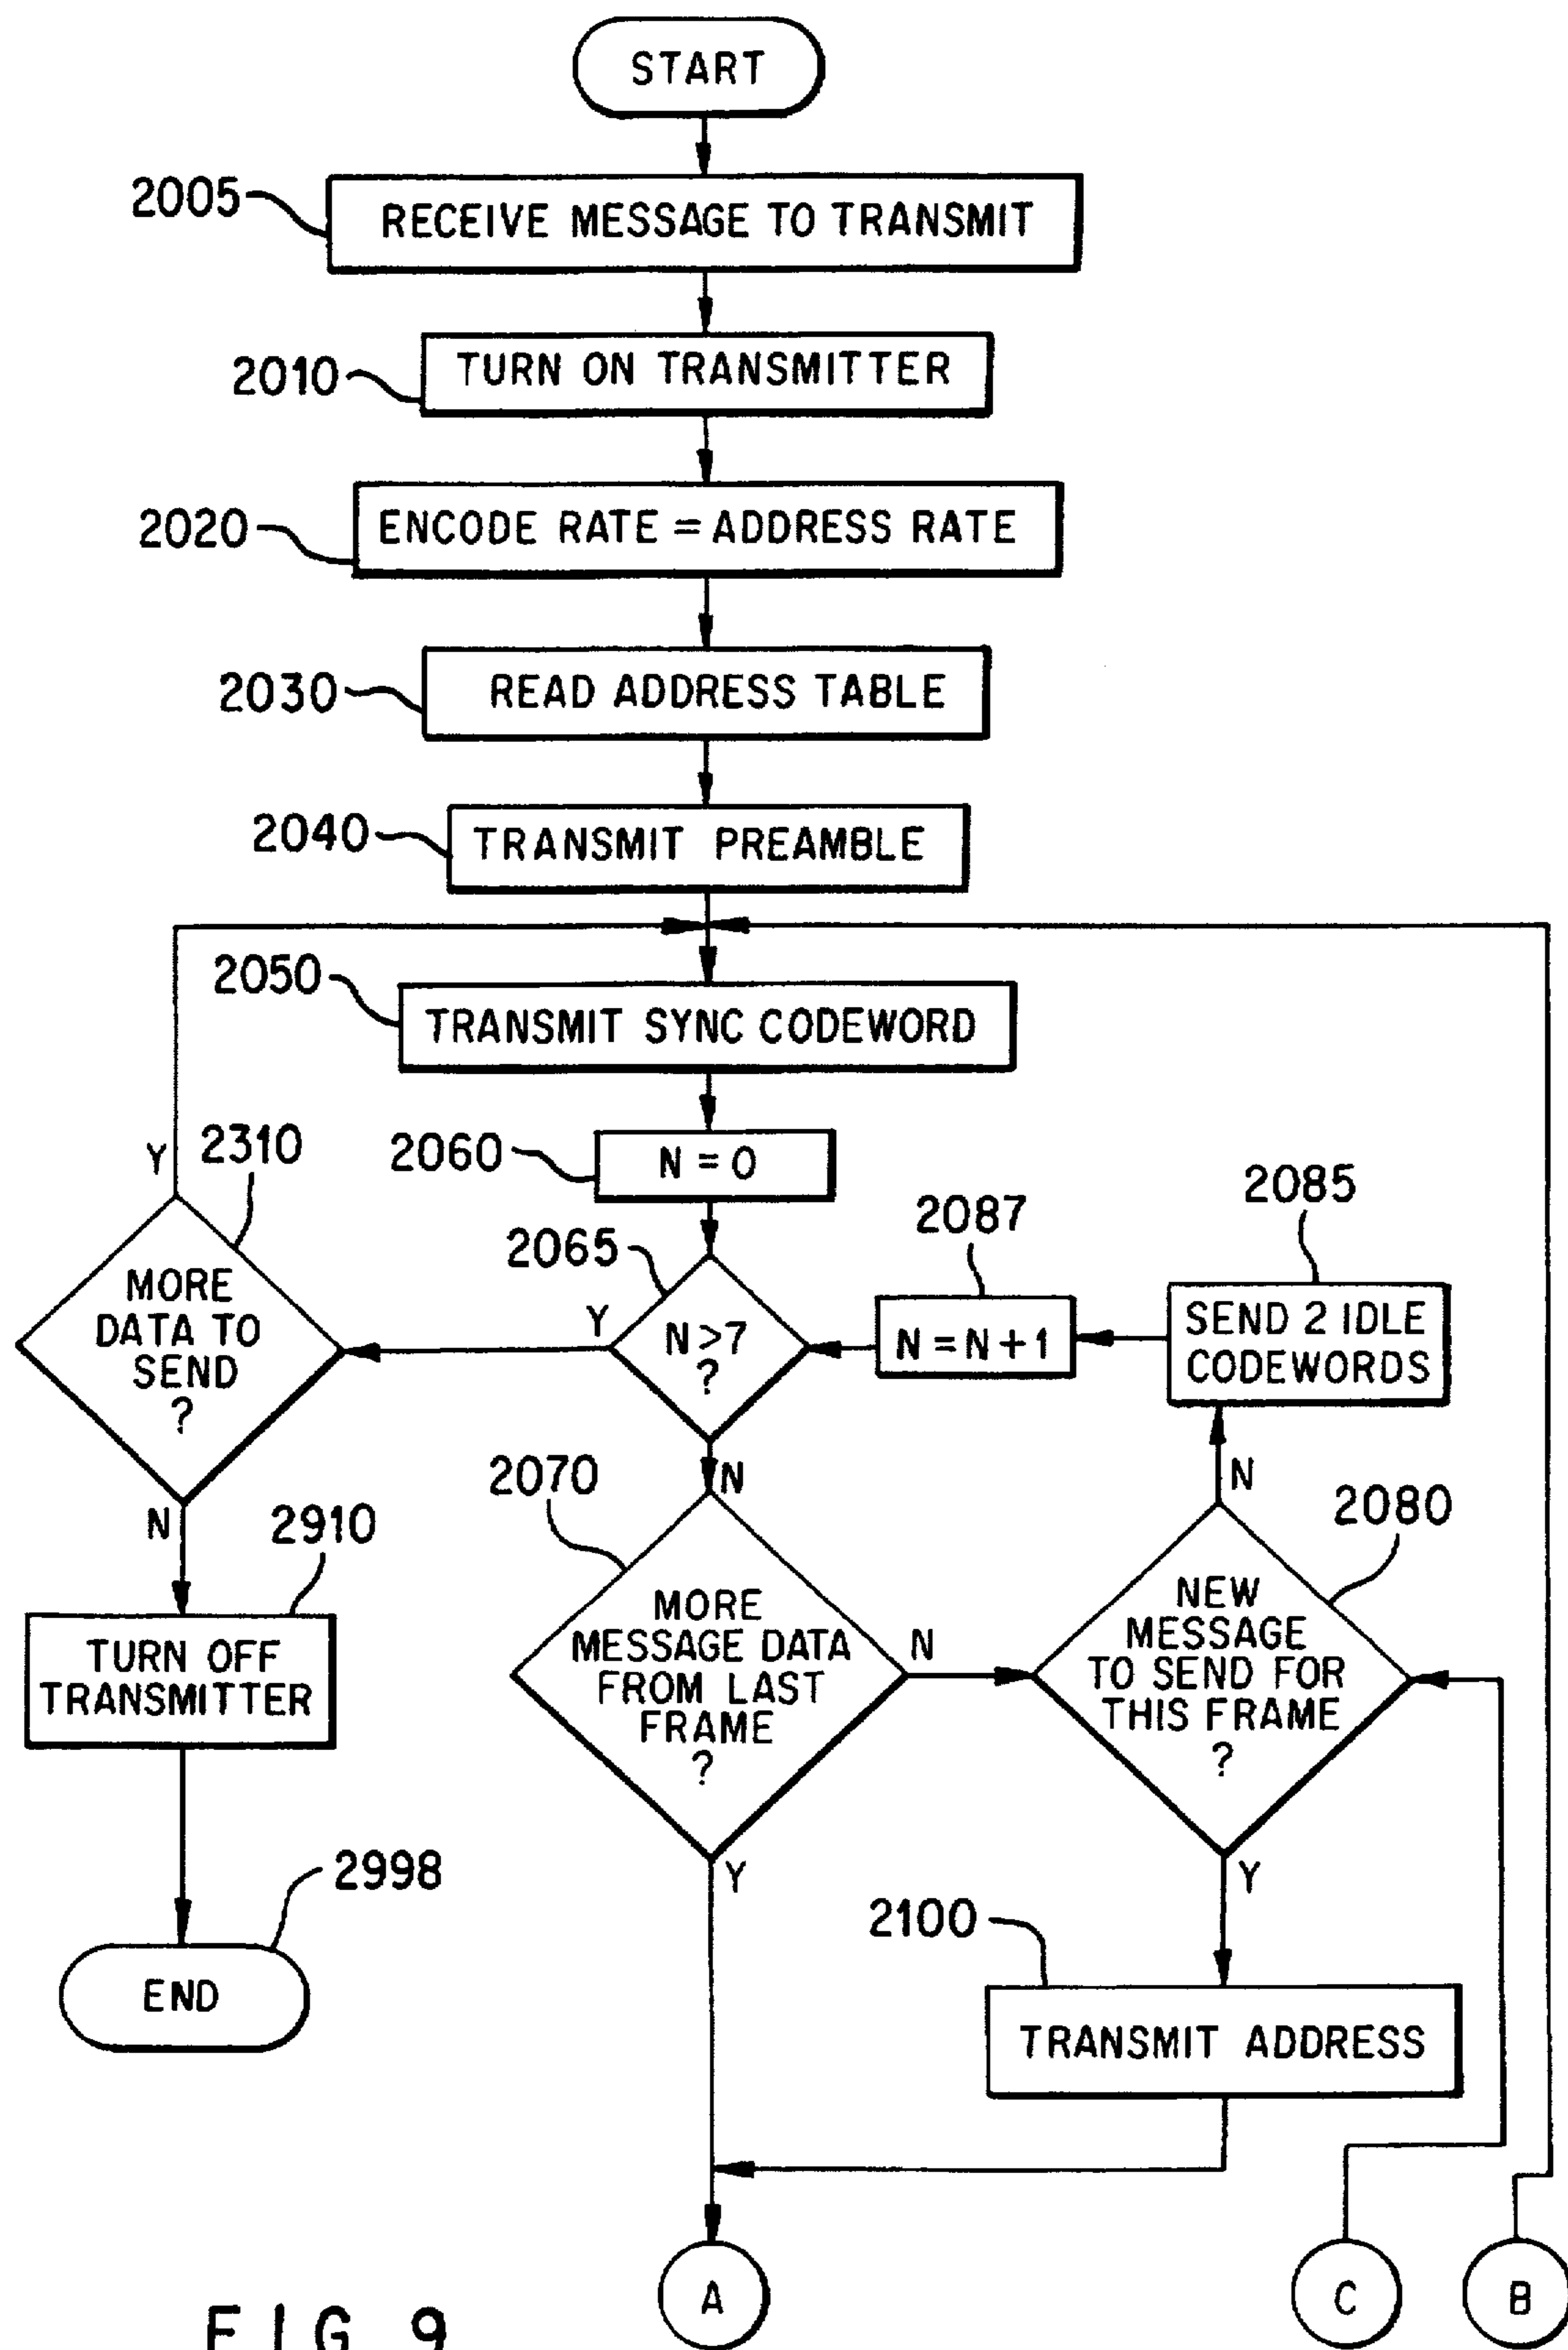 START
2005
RECEIVE MESSAGE TO TRANSMIT
2010
TURN ON TRANSMITTER
2020
ENCODE RATE = ADDRESS RATE
2030
READ ADDRESS TABLE
2040
TRANSMIT PREAMBLE
2050
TRANSMIT SYNC CODEWORD
2060
N = 0
2065
N>7
?
Y
N
2087
N = N + 1
2085
SEND 2 IDLE
CODEWORDS
2310
Y
MORE
DATA TO
SEND
?
N
2910
TURN OFF
TRANSMITTER
2998
END
2070
MORE
MESSAGE DATA
FROM LAST
FRAME
?
N
Y
2080
N
NEW
MESSAGE
TO SEND FOR
THIS FRAME
?
Y
2100
TRANSMIT ADDRESS
A
C
B
FIG. 9